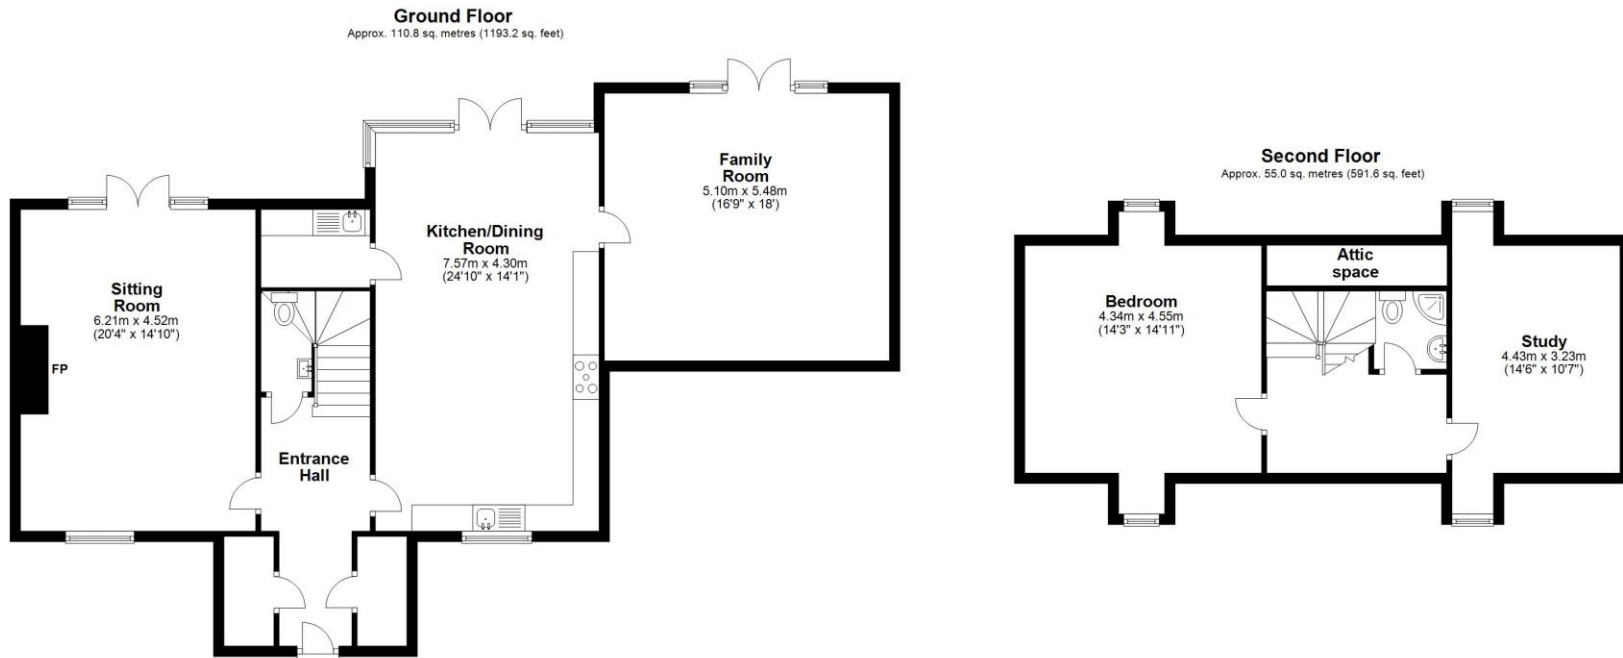 Ground Floor
Approx. 110.8 sq. metres (1193.2 sq. feet)
Family
Room
5.10m x 5.48m
(16'9" x 18')
Kitchen/Dining
Room
7.57m x 4.30m
(24'10" x 14'1")
Sitting
Room
6.21m x 4.52m
(20'4" x 14'10")
FP
Entrance
Hall
Second Floor
Approx. 55.0 sq. metres (591.6 sq. feet)
Attic
space
Bedroom
4.34m x 4.55m
(14'3" x 14'11")
Study
4.43m x 3.23m
(14'6" x 10'7")